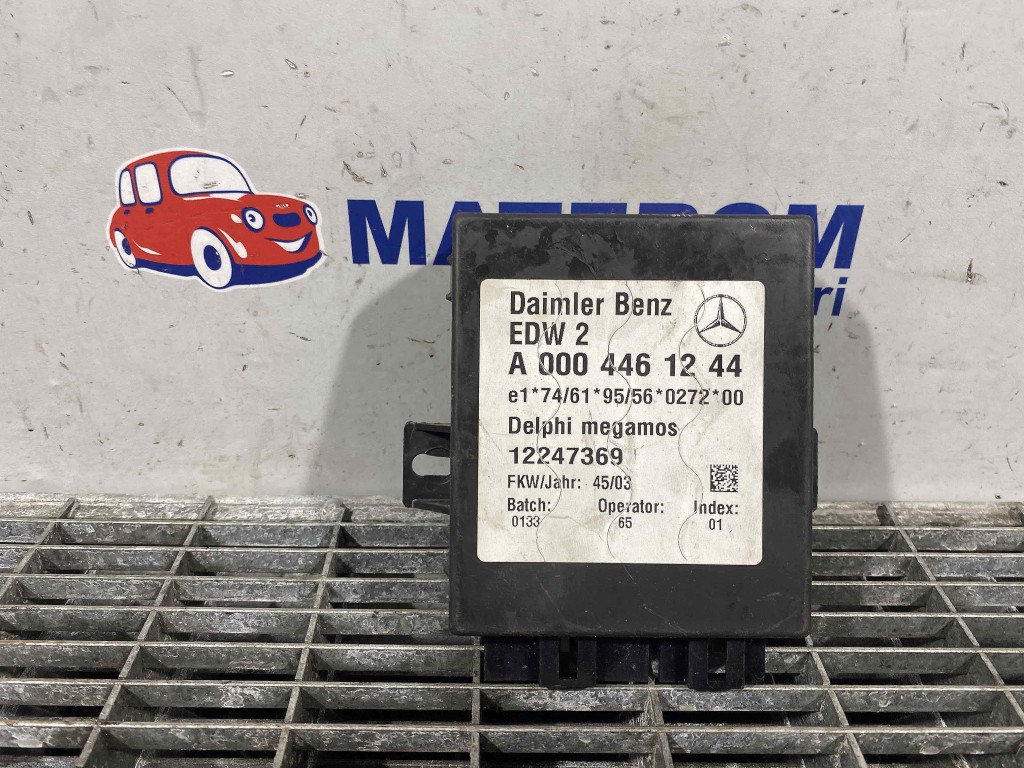 Daimler Benz
EDW 2
A 000 446 12 44
e1*74/61*95/56*0272*00
Delphi megamos
12247369
FKW/Jahr: 45/03
Batch: Operator: Index:
0133 65 01